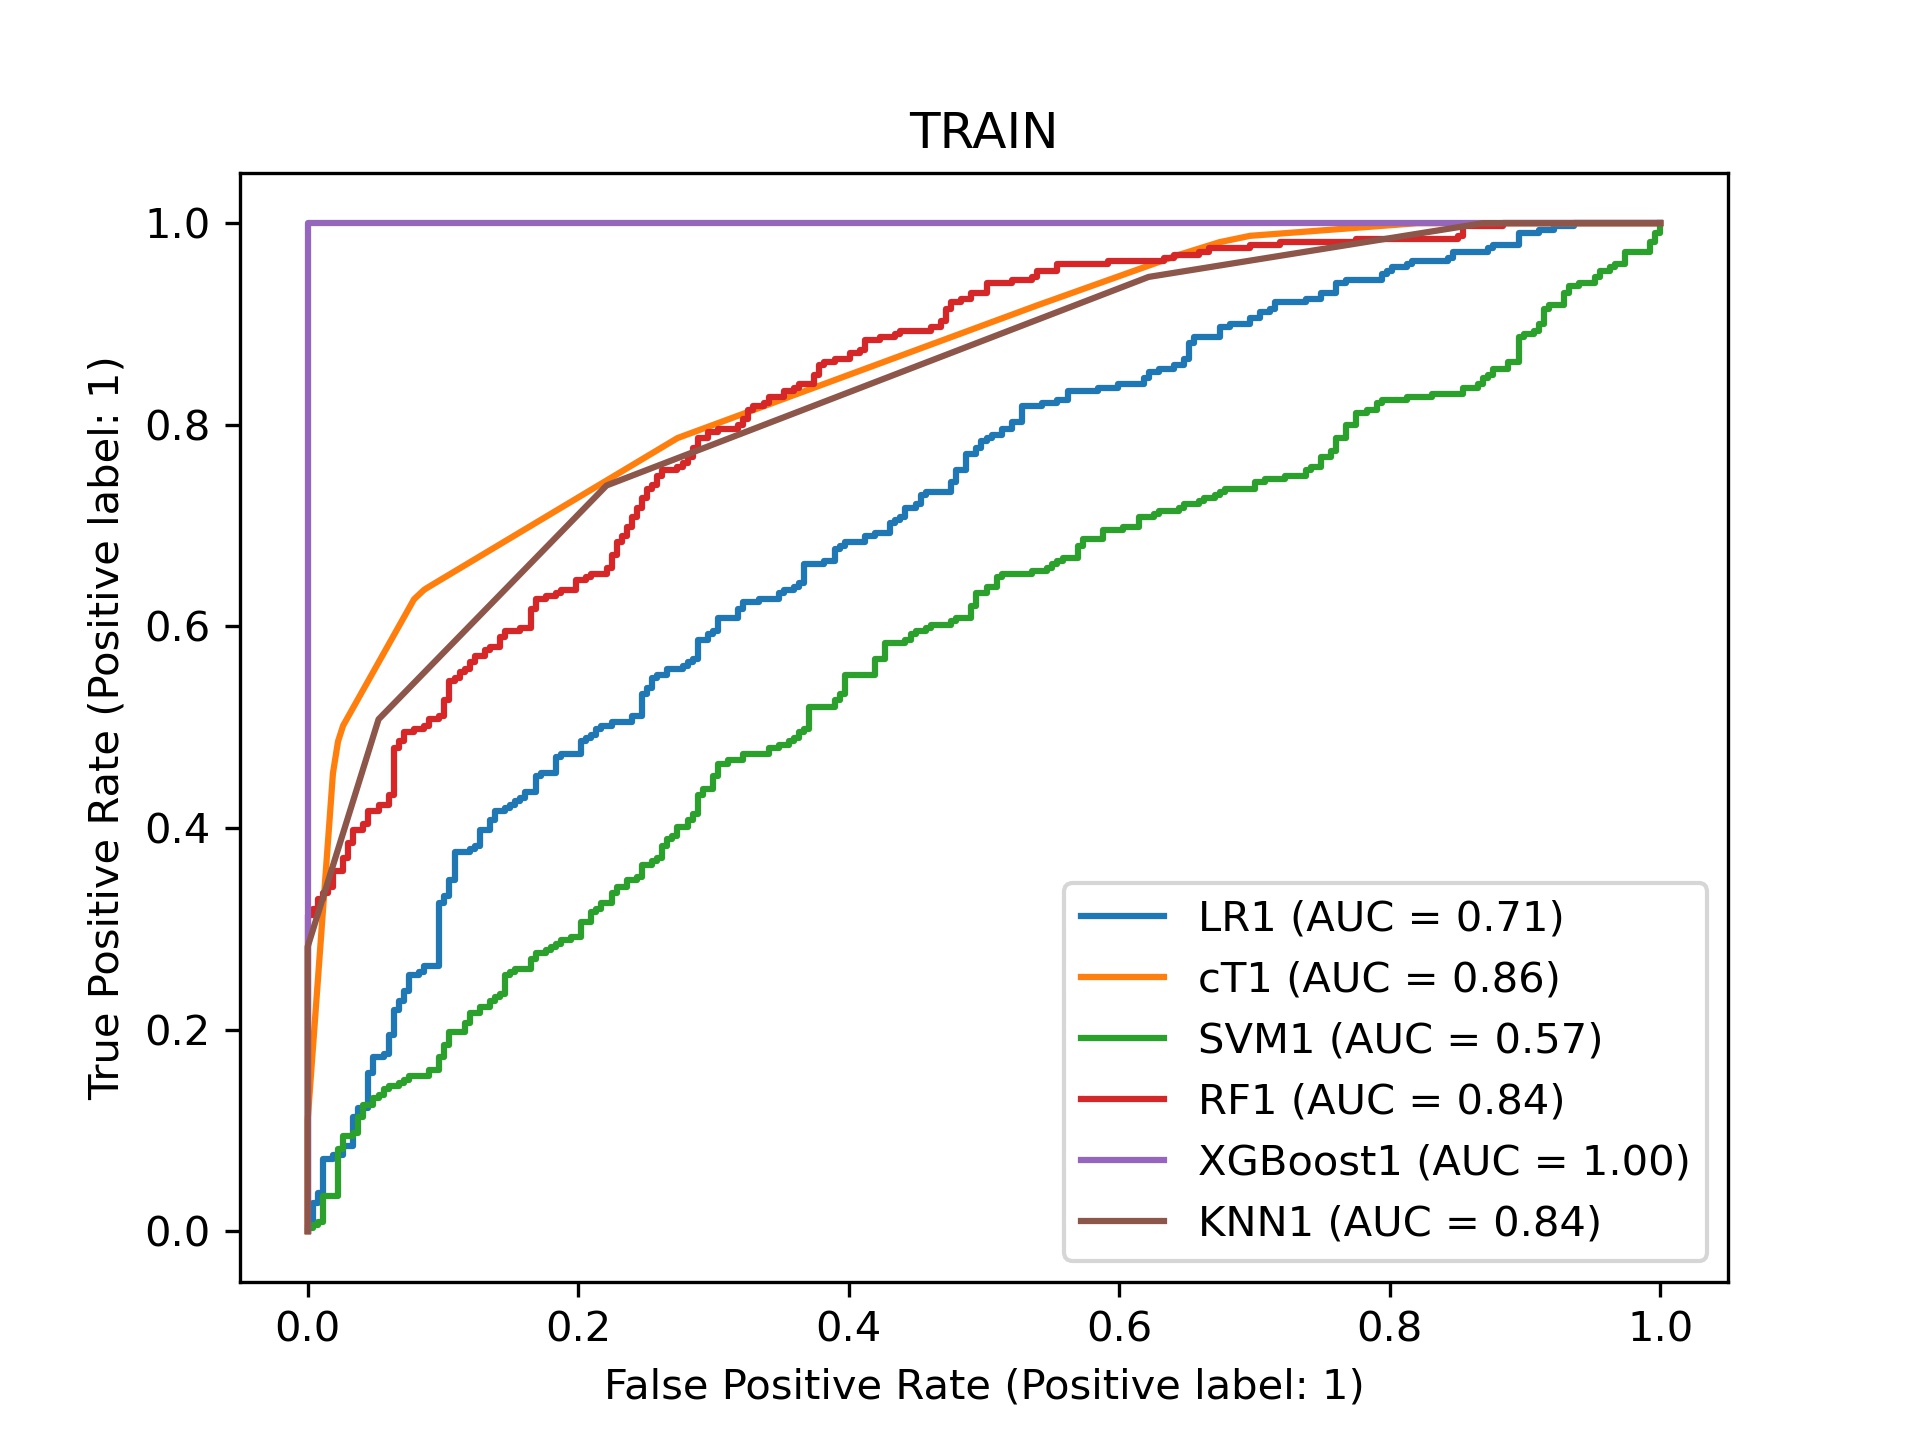 TRAIN
True Positive Rate (Positive label: 1)
1.0
0.8
0.6
0.4
0.2
0.0
LR1 (AUC = 0.71)
cT1 (AUC = 0.86)
SVM1 (AUC = 0.57)
RF1 (AUC = 0.84)
XGBoost1 (AUC = 1.00)
KNN1 (AUC = 0.84)
0.0 0.2 0.4 0.6 0.8 1.0
False Positive Rate (Positive label: 1)